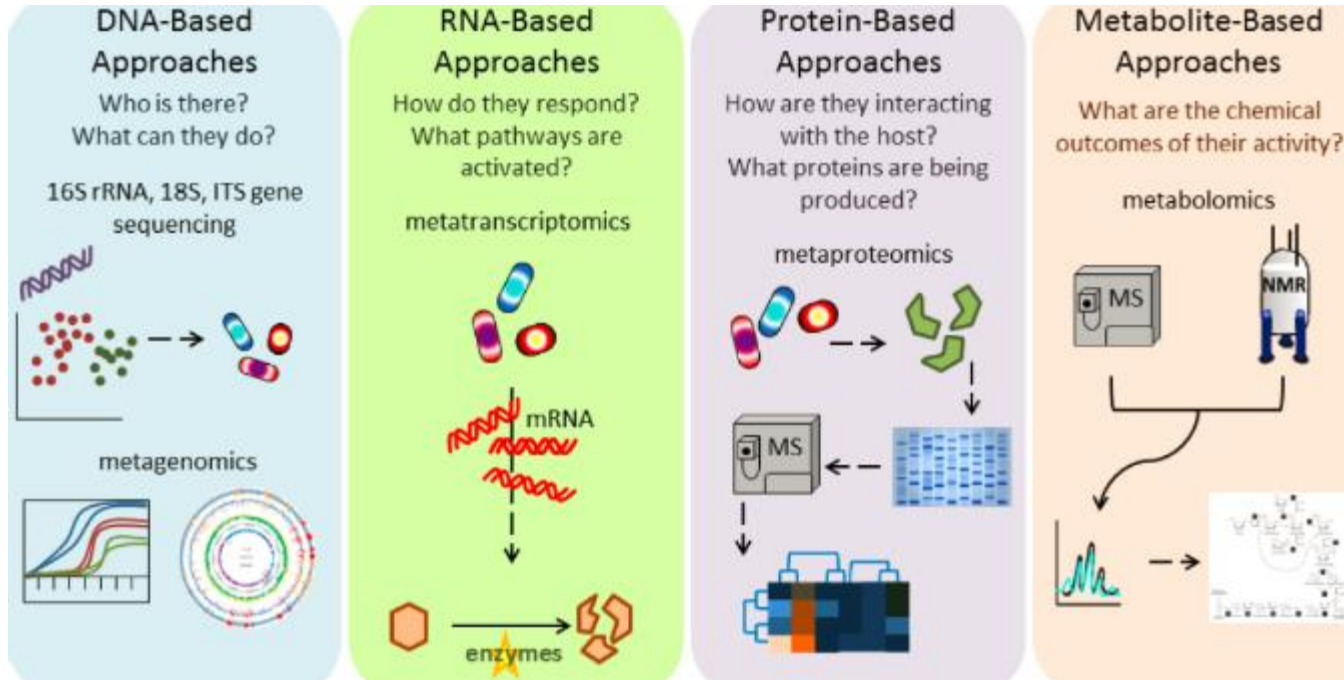 DNA-Based
Approaches
Who is there?
What can they do?
16S rRNA, 18S, ITS gene
sequencing
metagenomics
RNA-Based
Approaches
How do they respond?
What pathways are
activated?
metatranscriptomics
mRNA
enzymes
Protein-Based
Approaches
How are they interacting
with the host?
What proteins are being
produced?
metaproteomics
MS
Metabolite-Based
Approaches
What are the chemical
outcomes of their activity?
metabolomics
MS
NMR